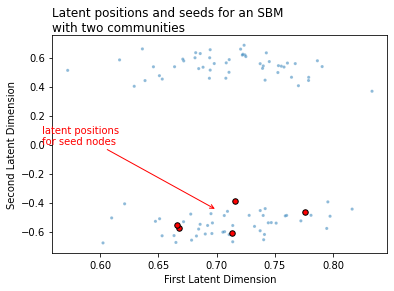 Latent positions and seeds for an SBM
with two communities
0.6
0.4
0.2
latent positions
for seed nodes
0.0
−0.2
−0.4
−0.6
Second Latent Dimension
0.60 0.65 0.70 0.75 0.80
First Latent Dimension